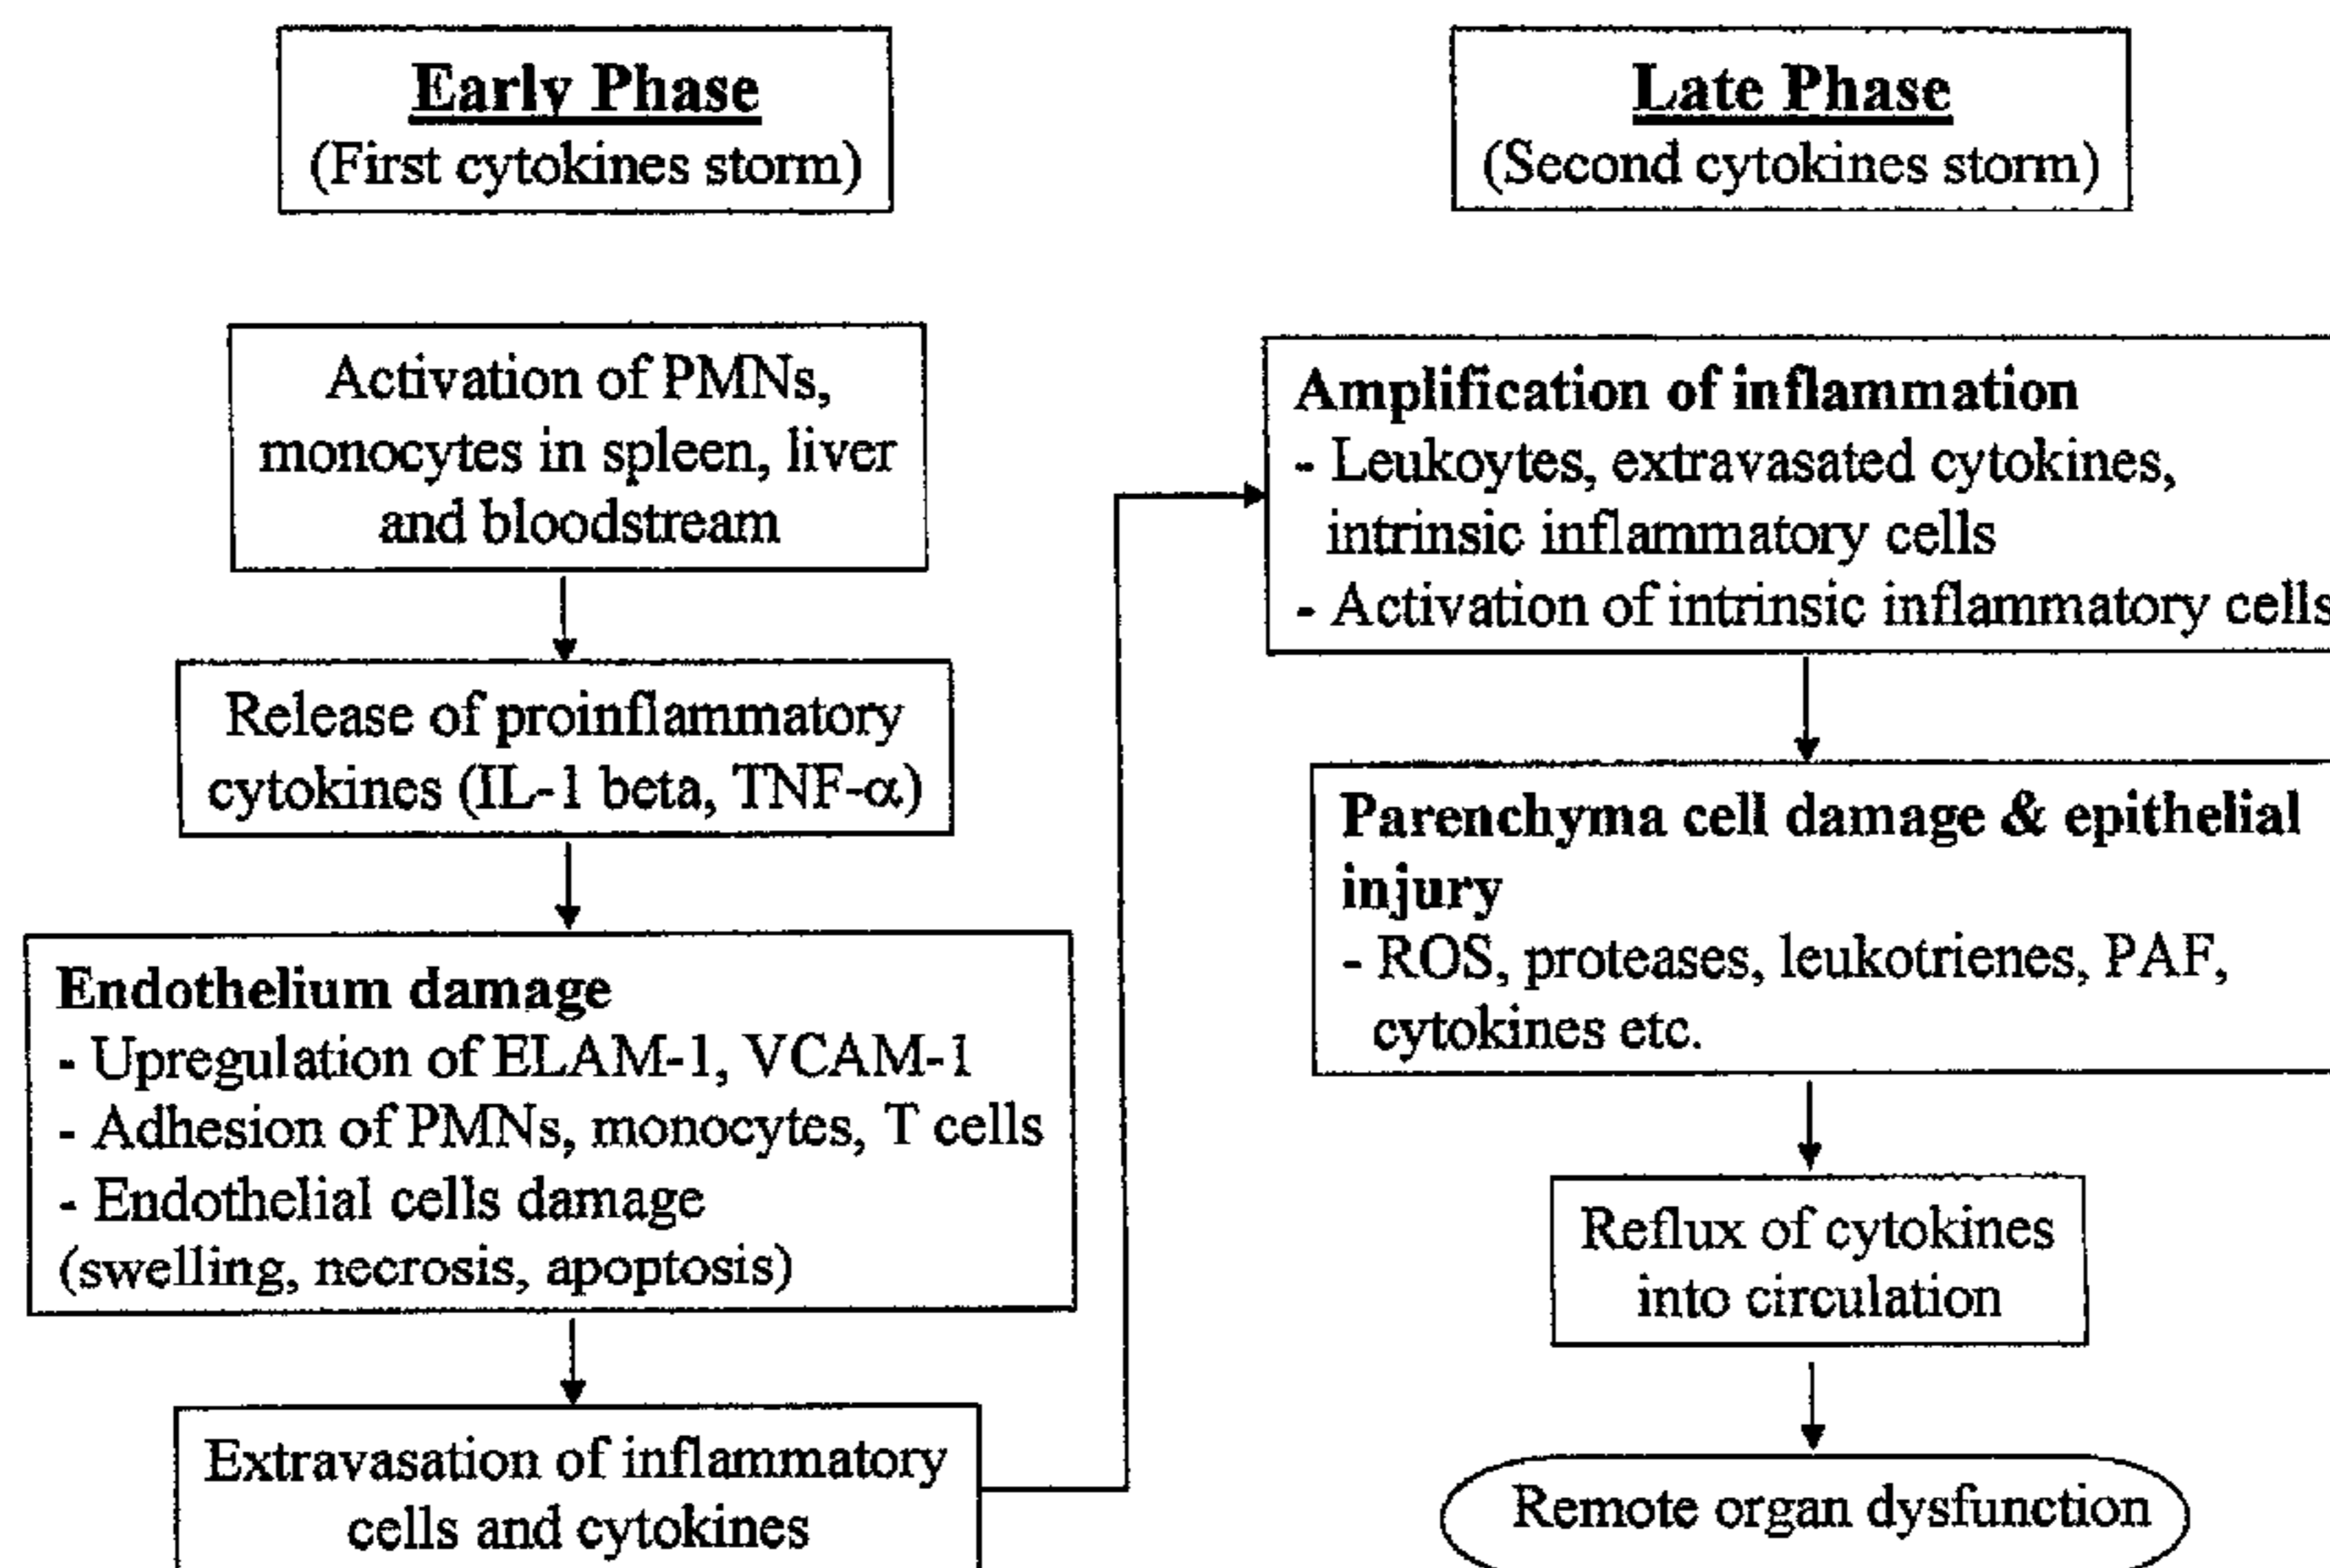 Early Phase
(First cytokines storm)
Activation of PMNs,
monocytes in spleen, liver
and bloodstream
Release of proinflammatory
cytokines (IL-1 beta, TNF-α)
Endothelium damage
- Upregulation of ELAM-1, VCAM-1
- Adhesion of PMNs, monocytes, T cells
- Endothelial cells damage
(swelling, necrosis, apoptosis)
Extravasation of inflammatory
cells and cytokines
Late Phase
(Second cytokines storm)
Amplification of inflammation
- Leukoytes, extravasated cytokines,
intrinsic inflammatory cells
- Activation of intrinsic inflammatory cells
Parenchyma cell damage & epithelial
injury
- ROS, proteases, leukotrienes, PAF,
cytokines etc.
Reflux of cytokines
into circulation
Remote organ dysfunction